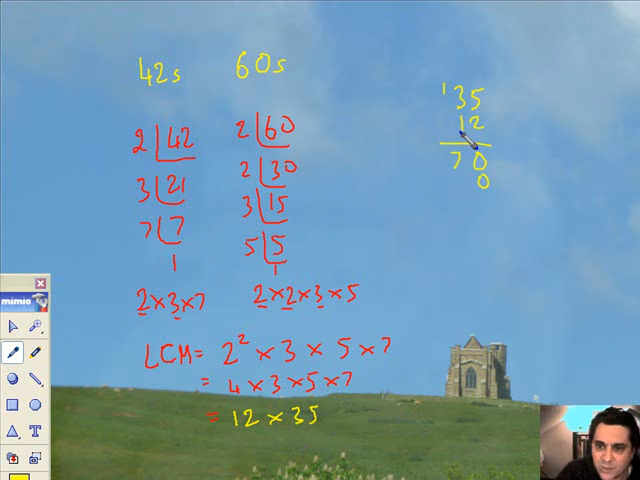 42s 60s
2 42
3 21
7 7
1
2 × 3 × 7
2 60
2 30
3 15
5 5
1
2 × 2 × 3 × 5
LCM = 2² × 3 × 5 × 7
= 4 × 3 × 5 × 7
= 12 × 35
1 35
12
70
0
mimio
T